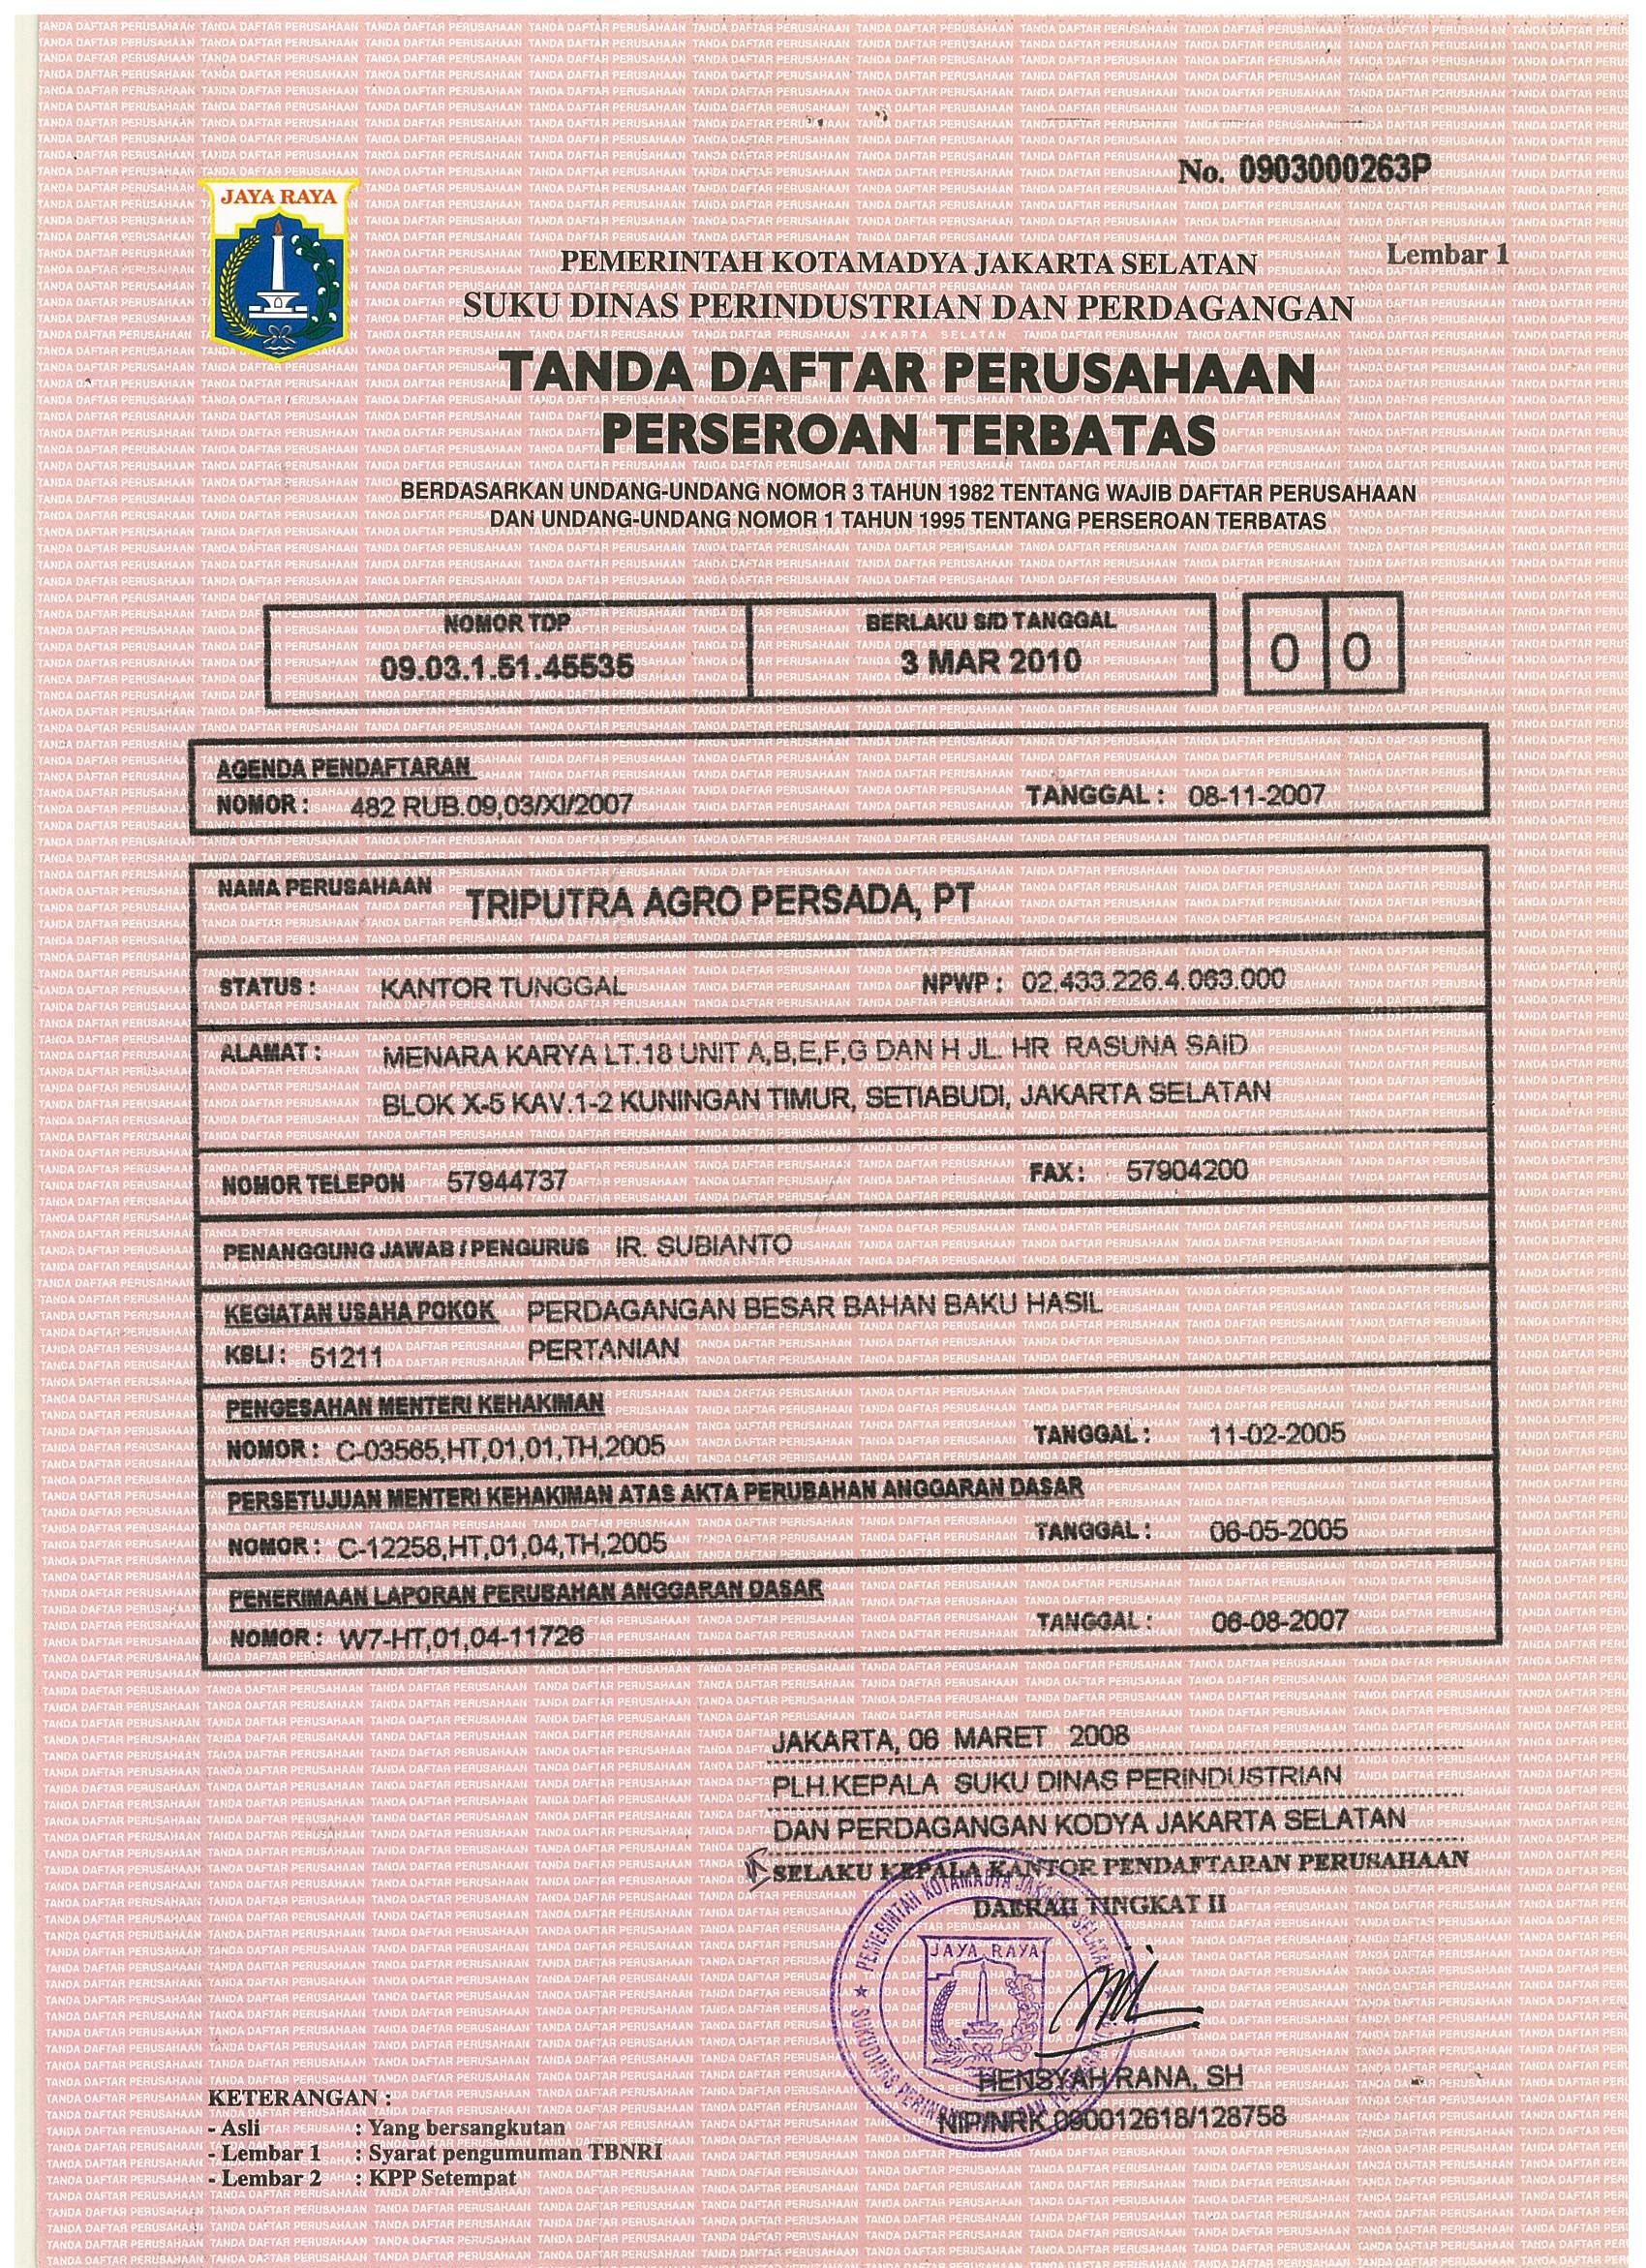 No. 0903000263P
JAYA RAYA
Lembar 1
PEMERINTAH KOTAMADYA JAKARTA SELATAN
SUKU DINAS PERINDUSTRIAN DAN PERDAGANGAN
JAKARTA SELATAN
TANDA DAFTAR PERUSAHAAN
PERSEROAN TERBATAS
BERDASARKAN UNDANG-UNDANG NOMOR 3 TAHUN 1982 TENTANG WAJIB DAFTAR PERUSAHAAN
DAN UNDANG-UNDANG NOMOR 1 TAHUN 1995 TENTANG PERSEROAN TERBATAS
NOMOR TDP BERLAKU S/D TANGGAL
09.03.1.51.45535 3 MAR 2010 0 0
AGENDA PENDAFTARAN
NOMOR : 482 RUB.09,03/XI/2007 TANGGAL : 08-11-2007
NAMA PERUSAHAAN TRIPUTRA AGRO PERSADA, PT
STATUS : KANTOR TUNGGAL NPWP : 02.433.226.4.063.000
ALAMAT : MENARA KARYA LT.18 UNIT A,B,E,F,G DAN H JL. HR RASUNA SAID
BLOK X-5 KAV.1-2 KUNINGAN TIMUR, SETIABUDI, JAKARTA SELATAN
NOMOR TELEPON 57944737 FAX : 57904200
PENANGGUNG JAWAB / PENGURUS IR. SUBIANTO
KEGIATAN USAHA POKOK PERDAGANGAN BESAR BAHAN BAKU HASIL
KBLI : 51211 PERTANIAN
PENGESAHAN MENTERI KEHAKIMAN
NOMOR : C-03565,HT,01,01,TH,2005 TANGGAL : 11-02-2005
PERSETUJUAN MENTERI KEHAKIMAN ATAS AKTA PERUBAHAN ANGGARAN DASAR
NOMOR : C-12258,HT,01,04,TH,2005 TANGGAL : 06-05-2005
PENERIMAAN LAPORAN PERUBAHAN ANGGARAN DASAR
NOMOR : W7-HT,01,04-11726 TANGGAL : 06-08-2007
JAKARTA, 06 MARET 2008
PLH.KEPALA SUKU DINAS PERINDUSTRIAN
DAN PERDAGANGAN KODYA JAKARTA SELATAN
SELAKU KEPALA KANTOR PENDAFTARAN PERUSAHAAN
DAERAH TINGKAT II
PEMERINTAH KOTAMADYA JAKARTA SELATAN
JAYA RAYA
HENSYAH RANA, SH
NIP/NRK 090012618/128758
KETERANGAN :
- Asli : Yang bersangkutan
- Lembar 1 : Syarat pengumuman TBNRI
- Lembar 2 : KPP Setempat